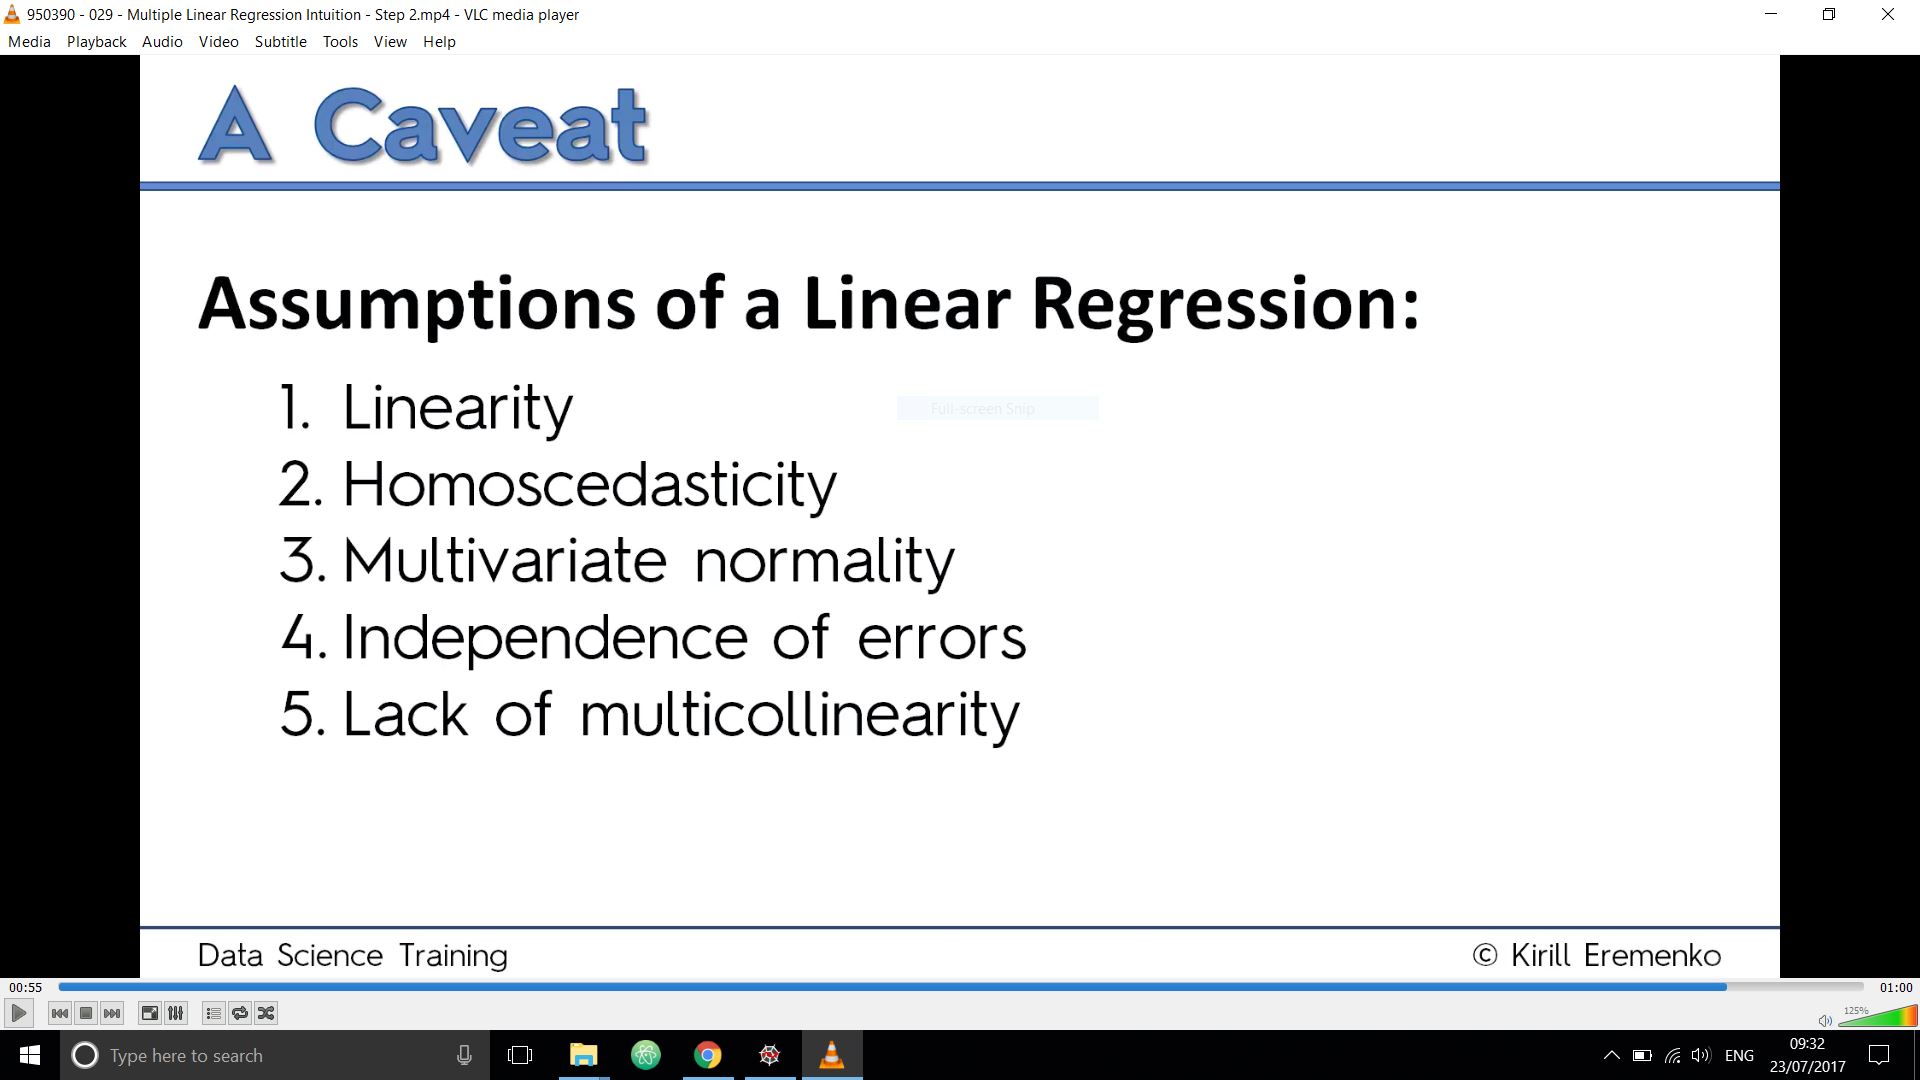 950390 - 029 - Multiple Linear Regression Intuition - Step 2.mp4 - VLC media player
Media Playback Audio Video Subtitle Tools View Help
A Caveat
Assumptions of a Linear Regression:
1. Linearity
Full-screen Snip
2. Homoscedasticity
3. Multivariate normality
4. Independence of errors
5. Lack of multicollinearity
Data Science Training
© Kirill Eremenko
00:55
01:00
125%
Type here to search
ENG
09:32
23/07/2017